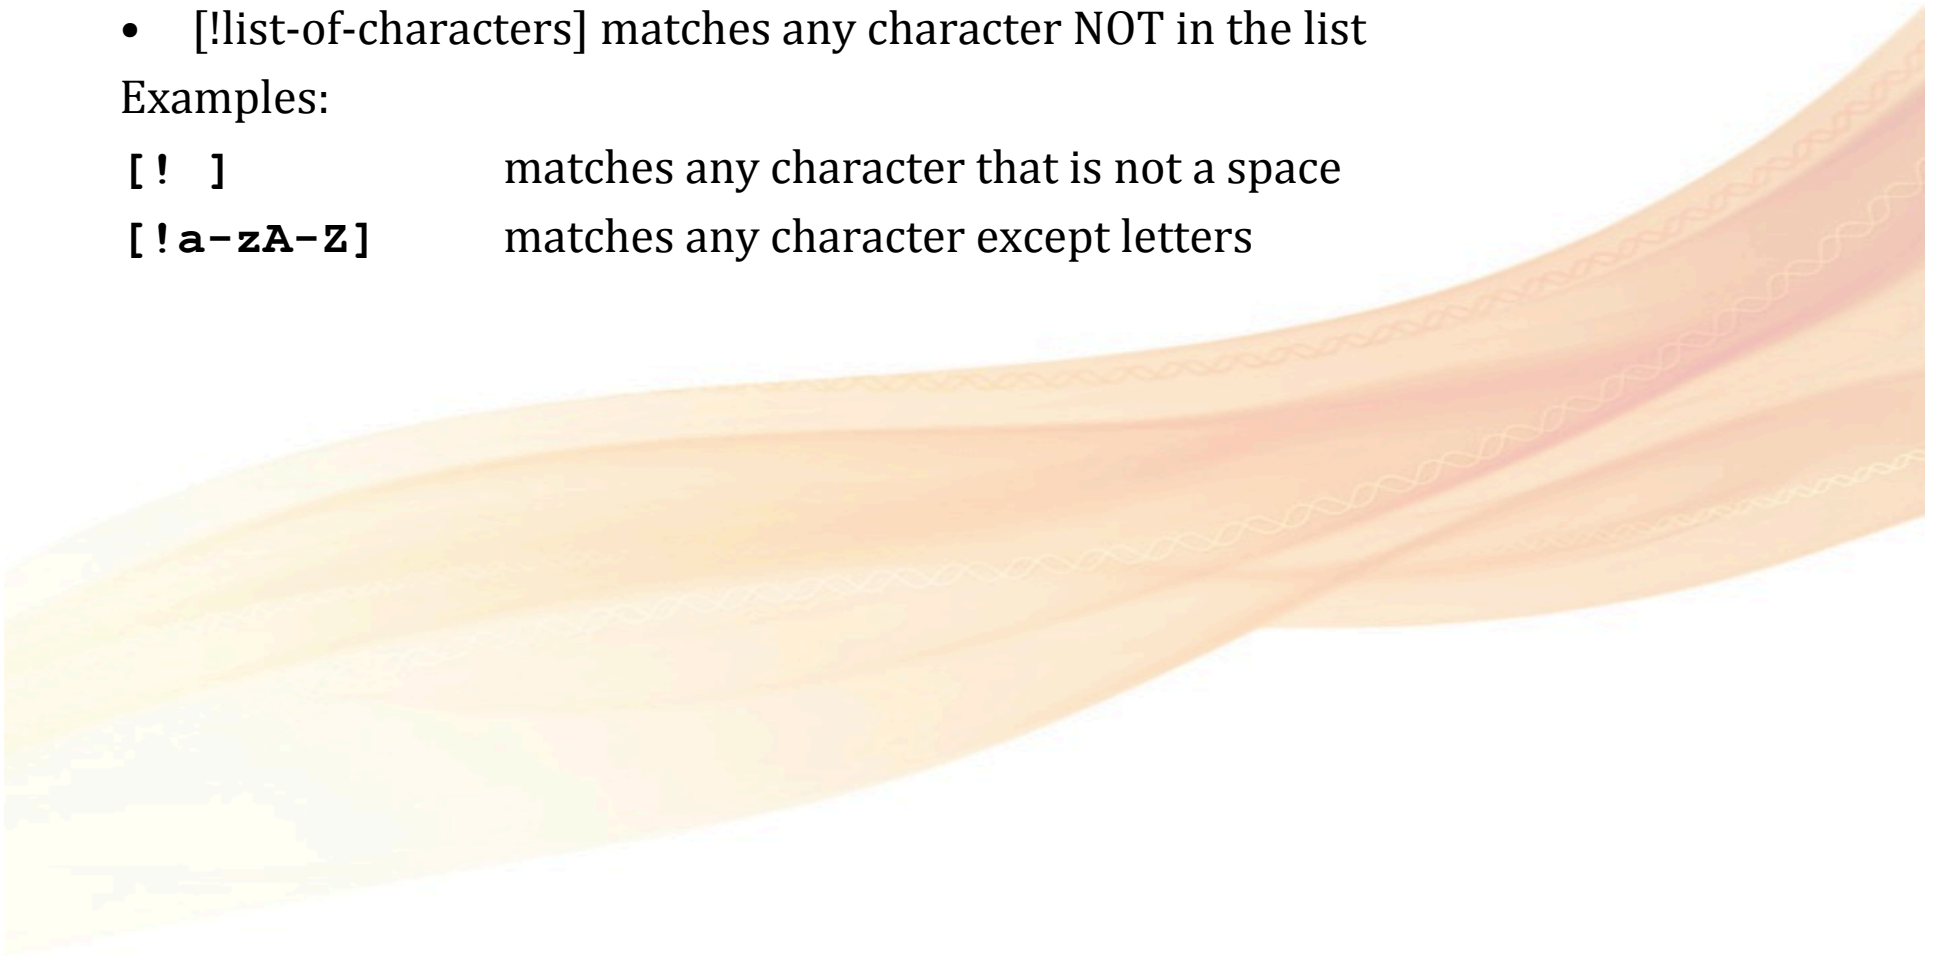 • [!list-of-characters] matches any character NOT in the list
Examples:
[! ] matches any character that is not a space
[!a-zA-Z] matches any character except letters